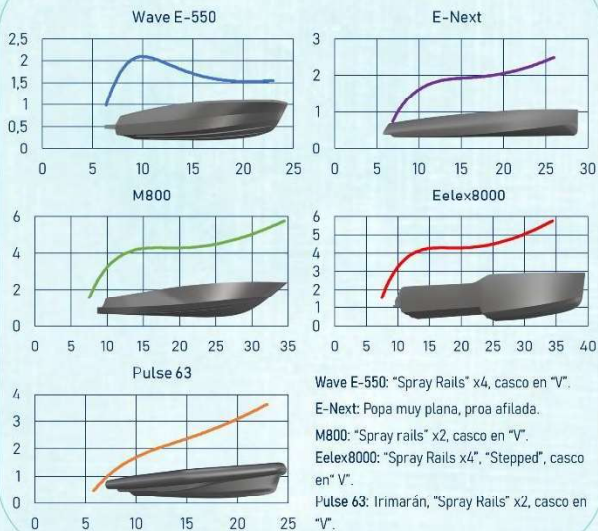 Wave E-550
2,5
2
1,5
1
0,5
0
0 5 10 15 20 25
E-Next
3
2
1
0
0 5 10 15 20 25 30
M800
6
4
2
0
0 5 10 15 20 25 30 35
Eelex8000
6
5
4
3
2
1
0
0 5 10 15 20 25 30 35 40
Pulse 63
4
3
2
1
0
0 5 10 15 20 25
Wave E-550: “Spray Rails” x4, casco en “V”.
E-Next: Popa muy plana, proa afilada.
M800: “Spray rails” x2, casco en “V”.
Eelex8000: “Spray Rails x4”, “Stepped”, casco
en“ V”.
Pulse 63: Irimarán, “Spray Rails” x2, casco en
“V”.